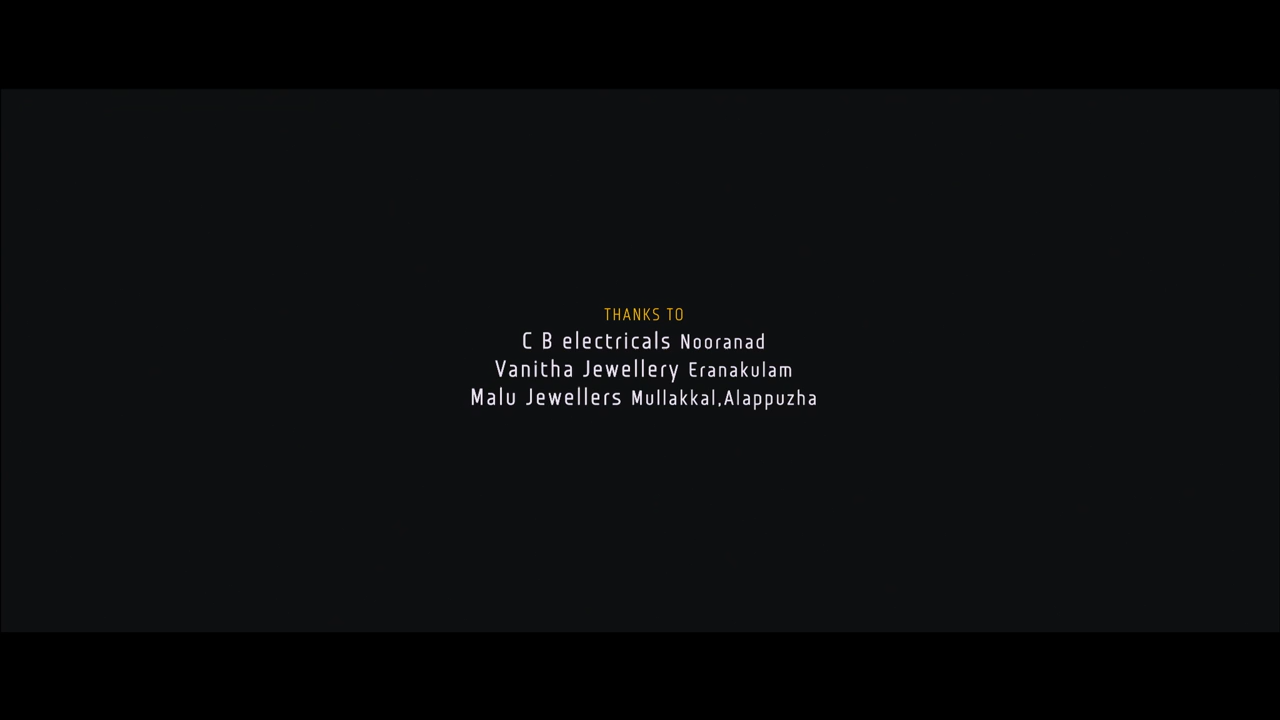 THANKS TO
C B electricals Nooranad
Vanitha Jewellery Eranakulam
Malu Jewellers Mullakkal,Alappuzha